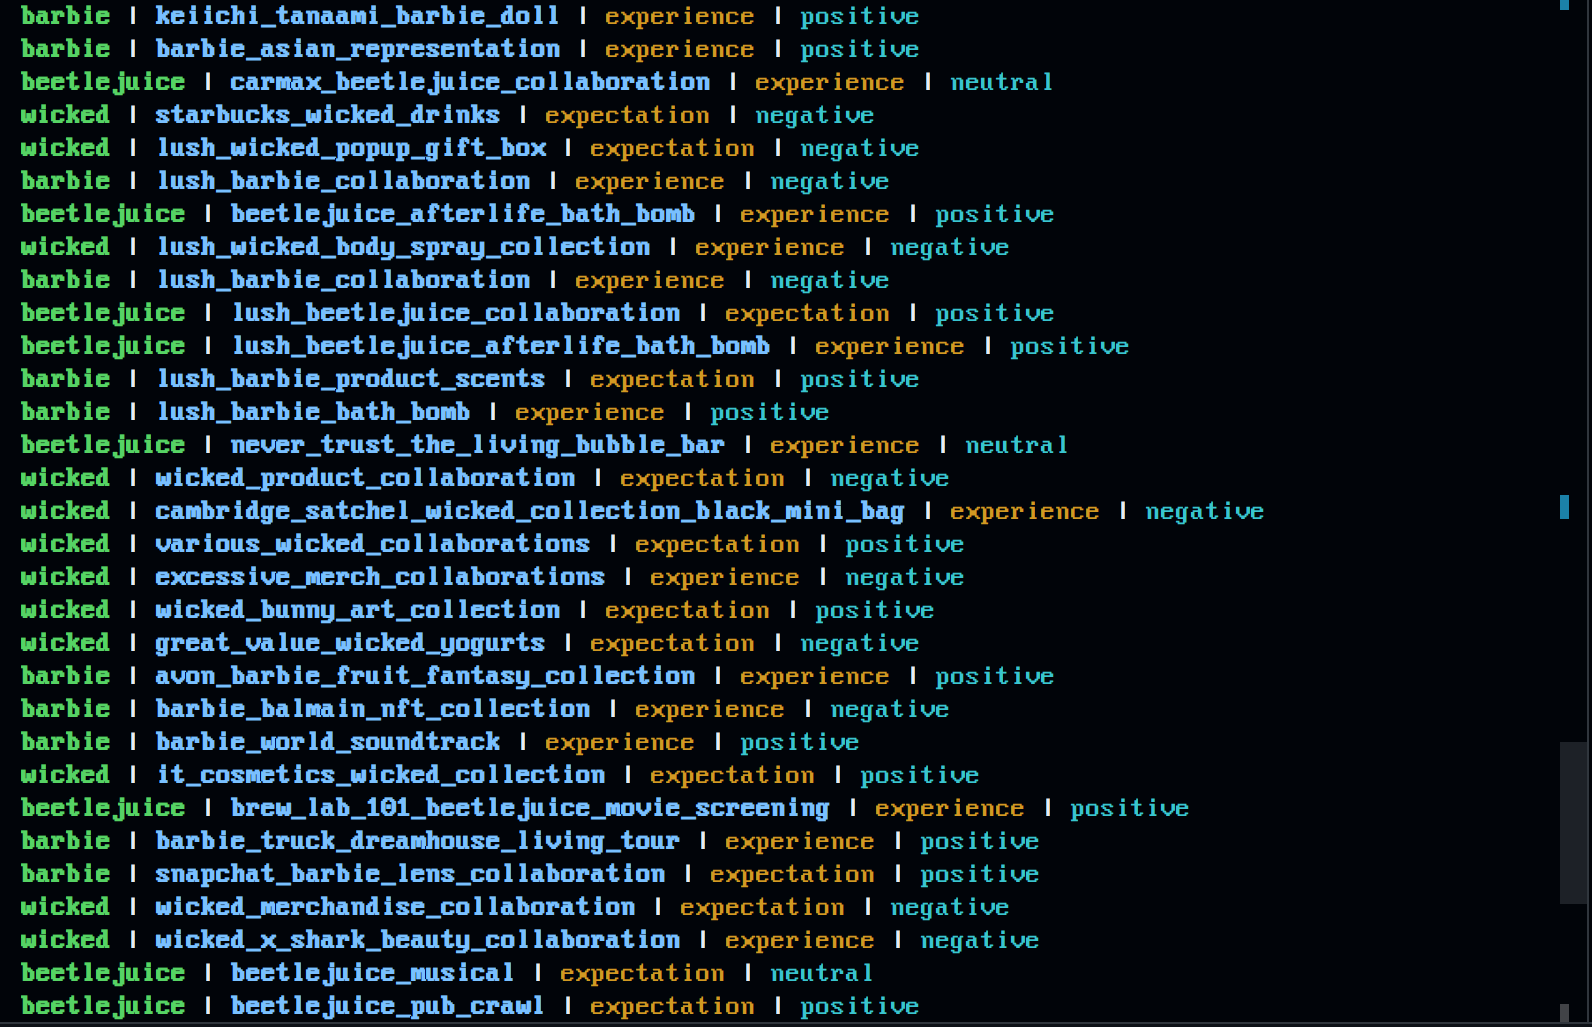 barbie | keiichi_tanaami_barbie_doll | experience | positive
barbie | barbie_asian_representation | experience | positive
beetlejuice | carmax_beetlejuice_collaboration | experience | neutral
wicked | starbucks_wicked_drinks | expectation | negative
wicked | lush_wicked_popup_gift_box | expectation | negative
barbie | lush_barbie_collaboration | experience | negative
beetlejuice | beetlejuice_afterlife_bath_bomb | experience | positive
wicked | lush_wicked_body_spray_collection | experience | negative
barbie | lush_barbie_collaboration | experience | negative
beetlejuice | lush_beetlejuice_collaboration | expectation | positive
beetlejuice | lush_beetlejuice_afterlife_bath_bomb | experience | positive
barbie | lush_barbie_product_scents | expectation | positive
barbie | lush_barbie_bath_bomb | experience | positive
beetlejuice | never_trust_the_living_bubble_bar | experience | neutral
wicked | wicked_product_collaboration | expectation | negative
wicked | cambridge_satchel_wicked_collection_black_mini_bag | experience | negative
wicked | various_wicked_collaborations | expectation | positive
wicked | excessive_merch_collaborations | experience | negative
wicked | wicked_bunny_art_collection | expectation | positive
wicked | great_value_wicked_yogurts | expectation | negative
barbie | avon_barbie_fruit_fantasy_collection | experience | positive
barbie | barbie_balmain_nft_collection | experience | negative
barbie | barbie_world_soundtrack | experience | positive
wicked | it_cosmetics_wicked_collection | expectation | positive
beetlejuice | brew_lab_101_beetlejuice_movie_screening | experience | positive
barbie | barbie_truck_dreamhouse_living_tour | experience | positive
barbie | snapchat_barbie_lens_collaboration | expectation | positive
wicked | wicked_merchandise_collaboration | expectation | negative
wicked | wicked_x_shark_beauty_collaboration | experience | negative
beetlejuice | beetlejuice_musical | expectation | neutral
beetlejuice | beetlejuice_pub_crawl | expectation | positive